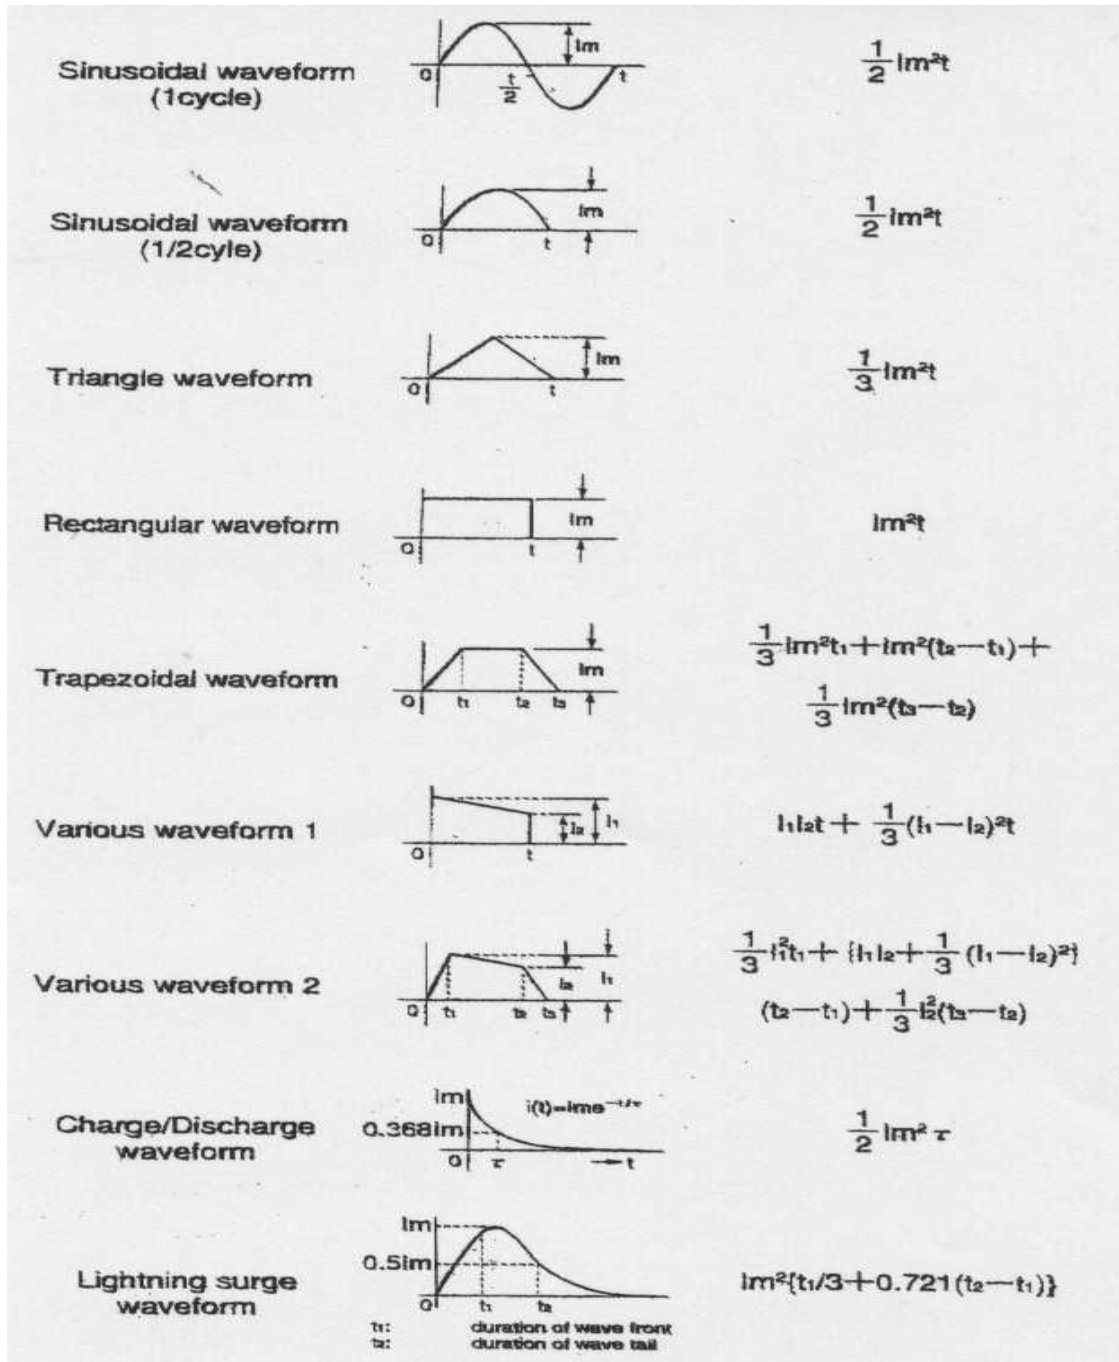 Sinusoidal waveform
(1cycle)
0
Im
t/2
t
1/2 Im²t
Sinusoidal waveform
(1/2cyle)
0
Im
t
1/2 Im²t
Triangle waveform
0
Im
t
1/3 Im²t
Rectangular waveform
0
Im
t
Im²t
Trapezoidal waveform
0
t₁
t₂
t₃
Im
1/3 Im²t₁+Im²(t₂—t₁)+
1/3 Im²(t₃—t₂)
Various waveform 1
0
t
I₂
I₁
I₁I₂t + 1/3 (I₁—I₂)²t
Various waveform 2
0
t₁
t₂
t₃
I₂
I₁
1/3 I₁²t₁+ {I₁I₂+ 1/3 (I₁—I₂)²}
(t₂—t₁)+ 1/3 I₂²(t₃—t₂)
Charge/Discharge
waveform
Im
0.368Im
0
τ
t
i(t)=Ime⁻ᵗ/τ
1/2 Im² τ
Lightning surge
waveform
Im
0.5Im
0
t₁
t₂
Im²{t₁/3+0.721(t₂—t₁)}
t₁: duration of wave front
t₂: duration of wave tail